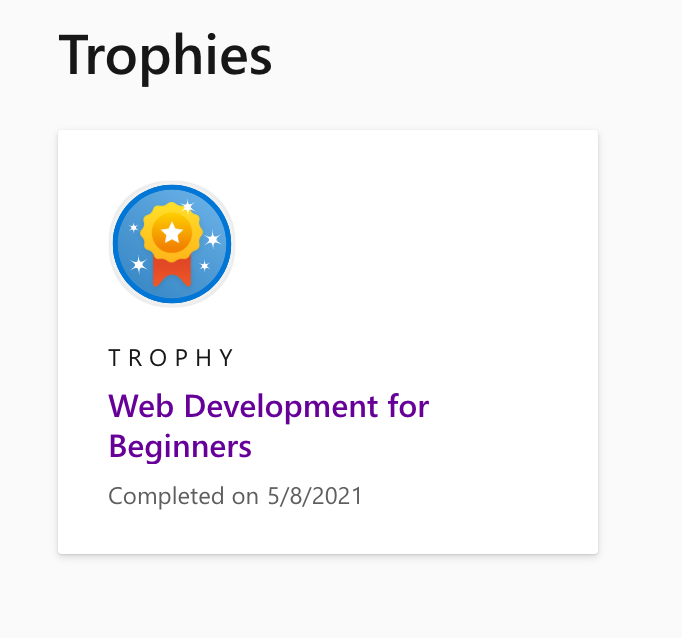 Trophies
TROPHY
Web Development for
Beginners
Completed on 5/8/2021